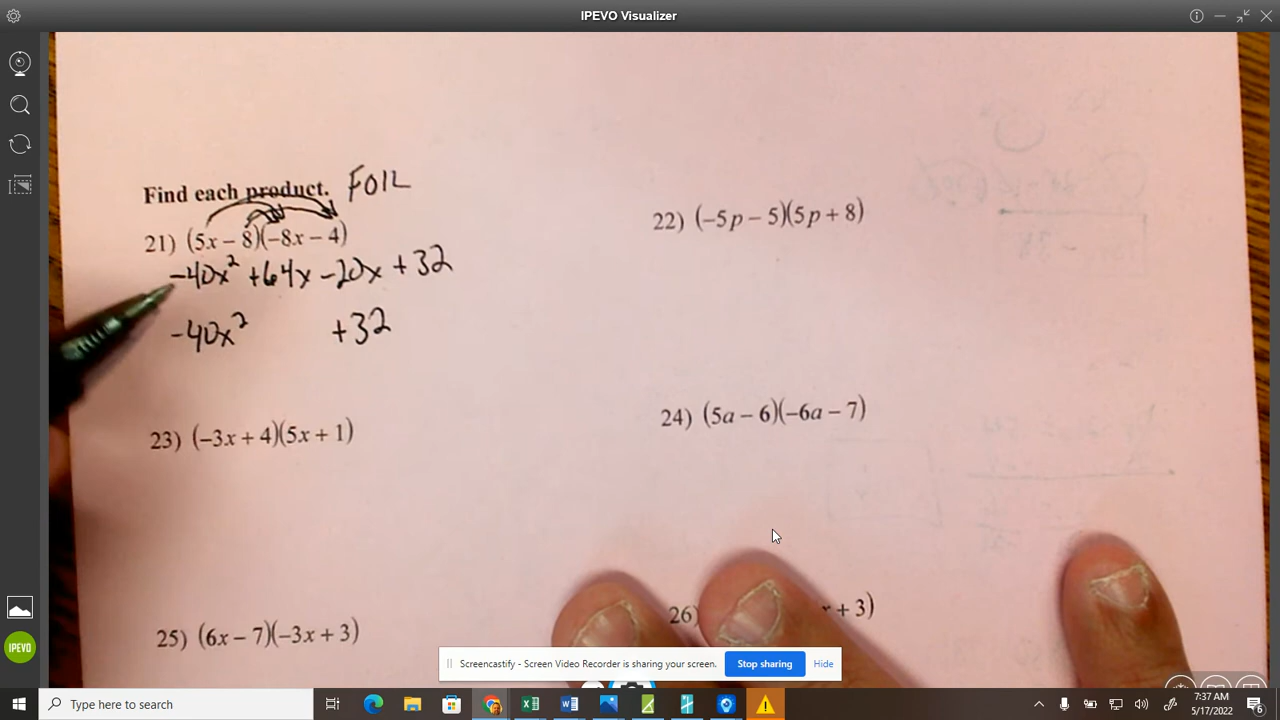 IPEVO Visualizer
Find each product. FOIL
21) (5x − 8)(−8x − 4)
-40x² +64x -20x +32
-40x² +32
22) (−5p − 5)(5p + 8)
23) (−3x + 4)(5x + 1)
24) (5a − 6)(−6a − 7)
25) (6x − 7)(−3x + 3)
26) + 3)
IPEVO
Screencastify - Screen Video Recorder is sharing your screen. Stop sharing Hide
Type here to search
7:37 AM
5/17/2022
6